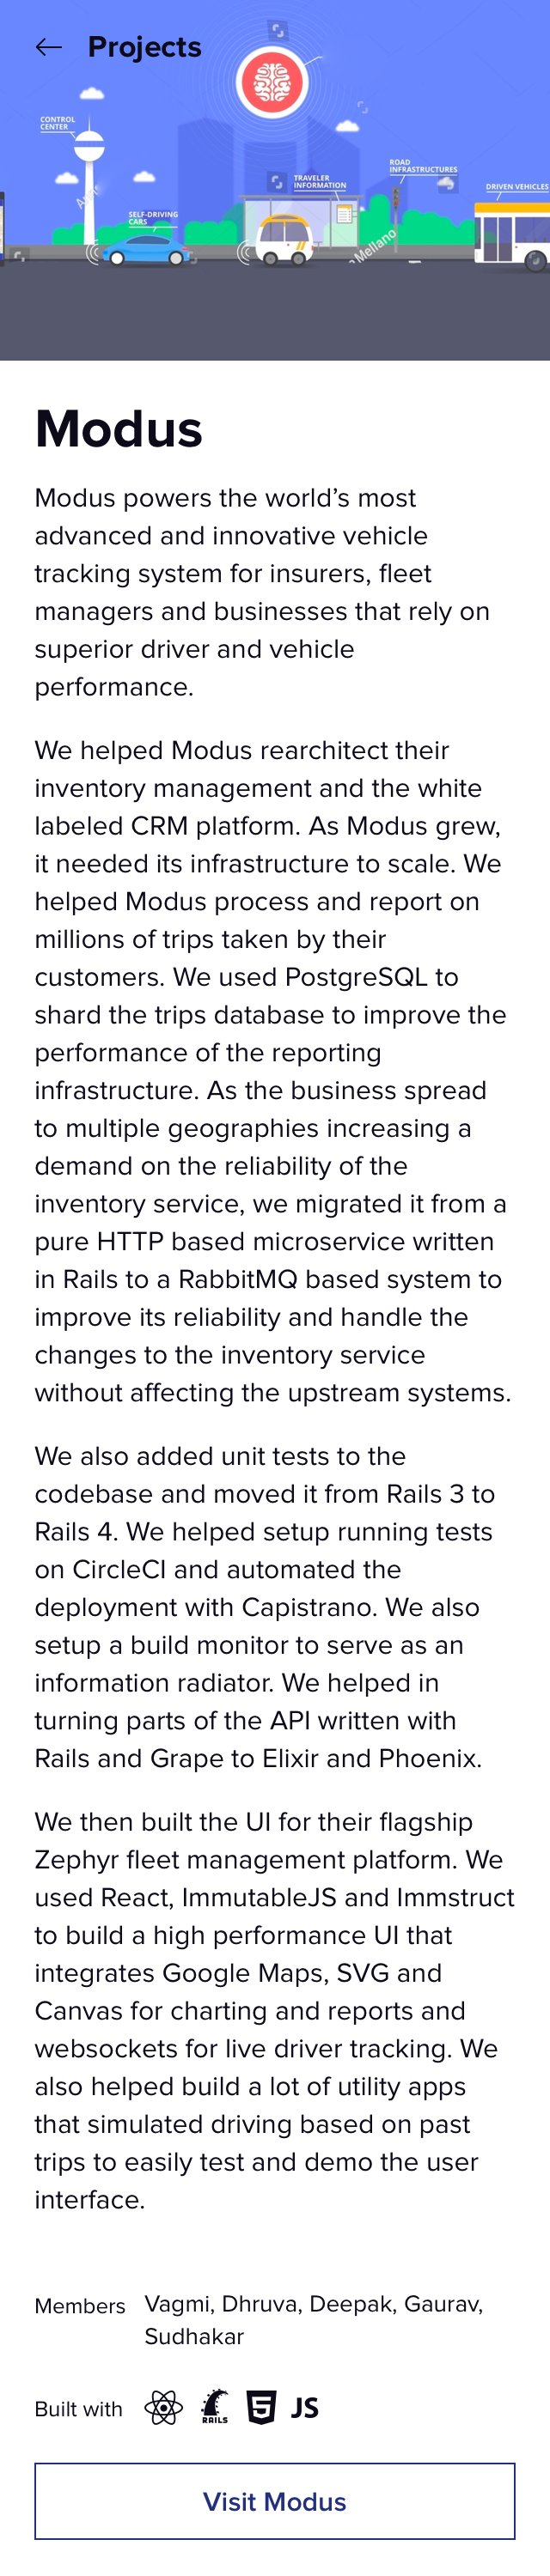 Projects
CONTROL
CENTER
ROAD
INFRASTRUCTURES
TRAVELER
INFORMATION
DRIVEN VEHICLES
SELF-DRIVING
CARS
Mellano
Modus
Modus powers the world’s most
advanced and innovative vehicle
tracking system for insurers, fleet
managers and businesses that rely on
superior driver and vehicle
performance.
We helped Modus rearchitect their
inventory management and the white
labeled CRM platform. As Modus grew,
it needed its infrastructure to scale. We
helped Modus process and report on
millions of trips taken by their
customers. We used PostgreSQL to
shard the trips database to improve the
performance of the reporting
infrastructure. As the business spread
to multiple geographies increasing a
demand on the reliability of the
inventory service, we migrated it from a
pure HTTP based microservice written
in Rails to a RabbitMQ based system to
improve its reliability and handle the
changes to the inventory service
without affecting the upstream systems.
We also added unit tests to the
codebase and moved it from Rails 3 to
Rails 4. We helped setup running tests
on CircleCI and automated the
deployment with Capistrano. We also
setup a build monitor to serve as an
information radiator. We helped in
turning parts of the API written with
Rails and Grape to Elixir and Phoenix.
We then built the UI for their flagship
Zephyr fleet management platform. We
used React, ImmutableJS and Immstruct
to build a high performance UI that
integrates Google Maps, SVG and
Canvas for charting and reports and
websockets for live driver tracking. We
also helped build a lot of utility apps
that simulated driving based on past
trips to easily test and demo the user
interface.
Members Vagmi, Dhruva, Deepak, Gaurav,
Sudhakar
Built with RAILS 5 JS
Visit Modus